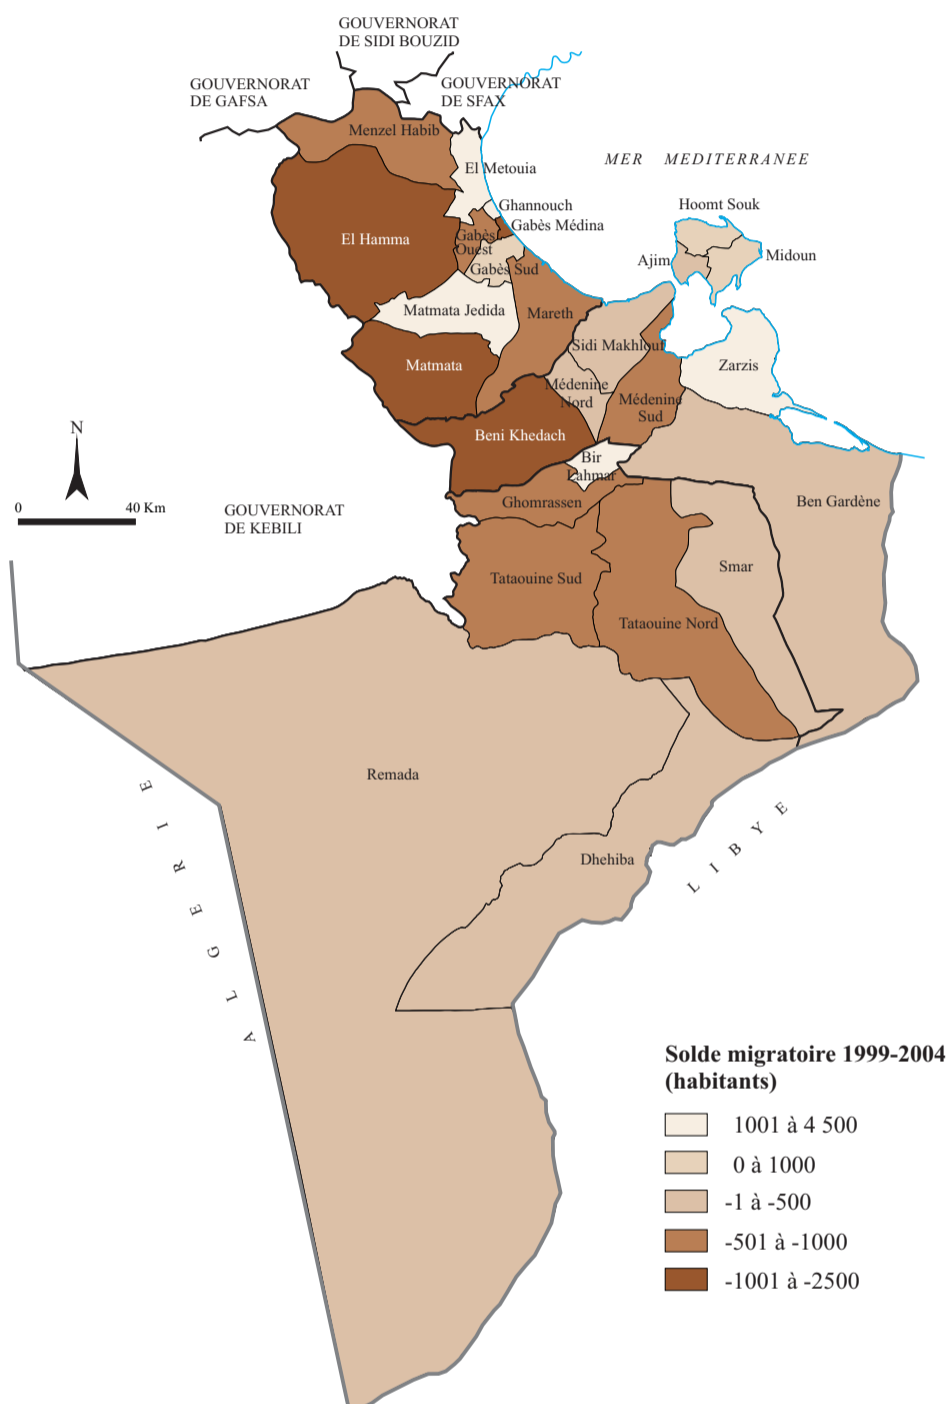 GOUVERNORAT
DE SIDI BOUZID
GOUVERNORAT
DE GAFSA
GOUVERNORAT
DE SFAX
Menzel Habib
MER MEDITERRANEE
El Metouia
Ghannouch
Hoomt Souk
Gabès Médina
El Hamma
Gabès
Ouest
Ajim
Midoun
Gabès Sud
Matmata Jedida
Mareth
Sidi Makhlouf
Matmata
Zarzis
Médenine
Nord
Médenine
Sud
N
Beni Khedach
Bir
Lahmar
0 40 Km
GOUVERNORAT
DE KEBILI
Ghomrassen
Ben Gardène
Tataouine Sud
Smar
Tataouine Nord
Remada
ALGERIE
Dhehiba
LIBYE
Solde migratoire 1999-2004
(habitants)
1001 à 4 500
0 à 1000
-1 à -500
-501 à -1000
-1001 à -2500